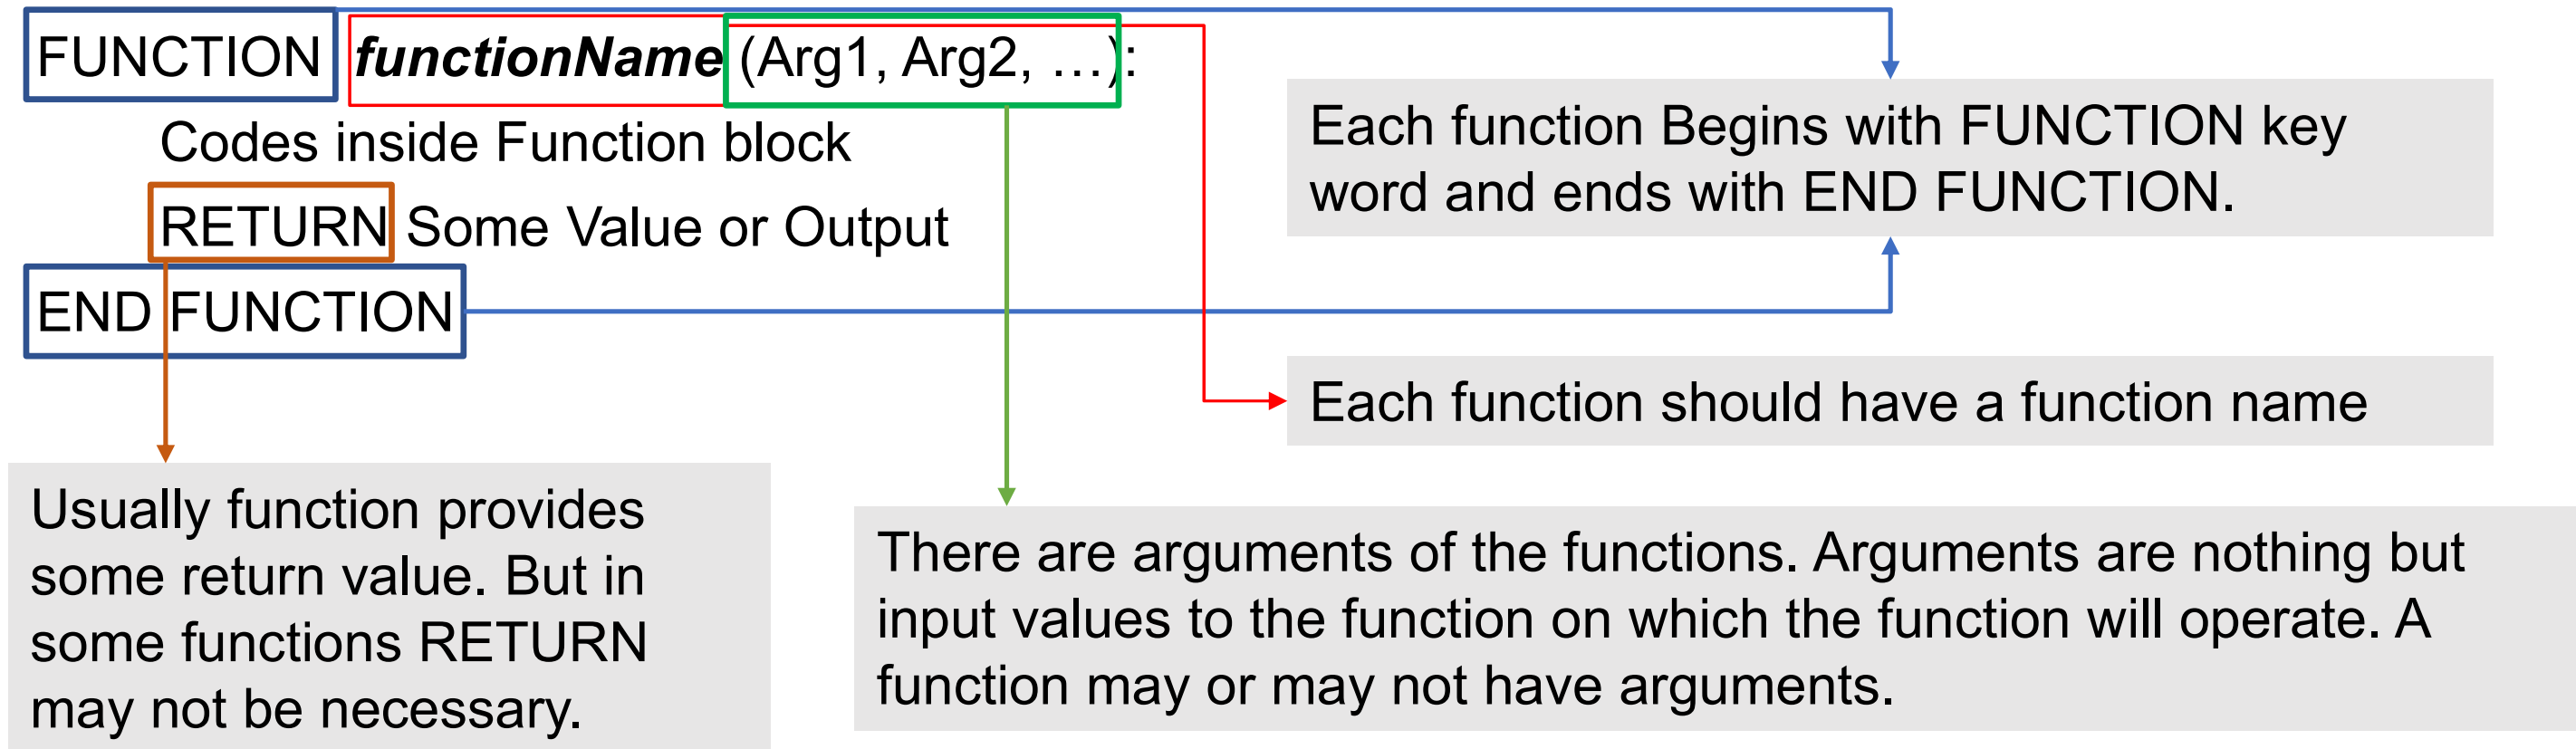 FUNCTION functionName (Arg1, Arg2, …):
Codes inside Function block
RETURN Some Value or Output
END FUNCTION
Each function Begins with FUNCTION key
word and ends with END FUNCTION.
Each function should have a function name
Usually function provides
some return value. But in
some functions RETURN
may not be necessary.
There are arguments of the functions. Arguments are nothing but
input values to the function on which the function will operate. A
function may or may not have arguments.